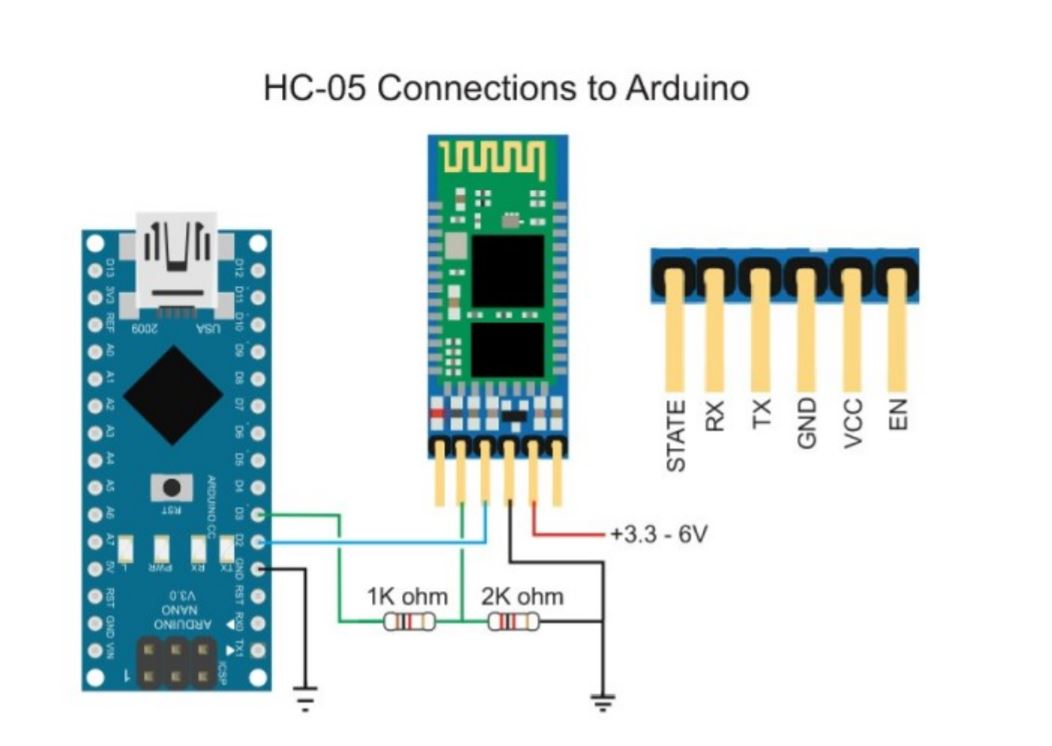 HC-05 Connections to Arduino
D13
3V3
REF
A0
A1
A2
A3
A4
A5
A6
A7
5V
RST
GND
VIN
D12
D11
D10
D9
D8
D7
D6
D5
D4
D3
D2
GND
RST
RX0
TX1
2009
USA
RST
ARDUINO.CC
L
PWR
RX
TX
V3.0
NANO
ARDUINO
1
ICSP
STATE
RX
TX
GND
VCC
EN
+3.3 - 6V
1K ohm
2K ohm